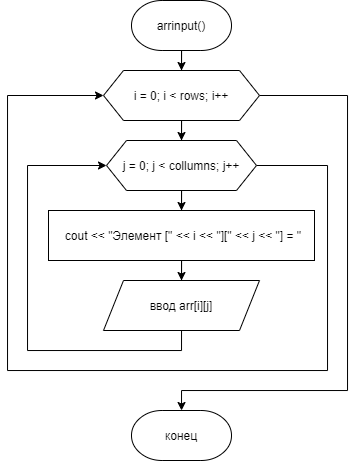 arrinput()
i = 0; i < rows; i++
j = 0; j < collumns; j++
cout << "Элемент [" << i << "][" << j << "] = "
ввод arr[i][j]
конец